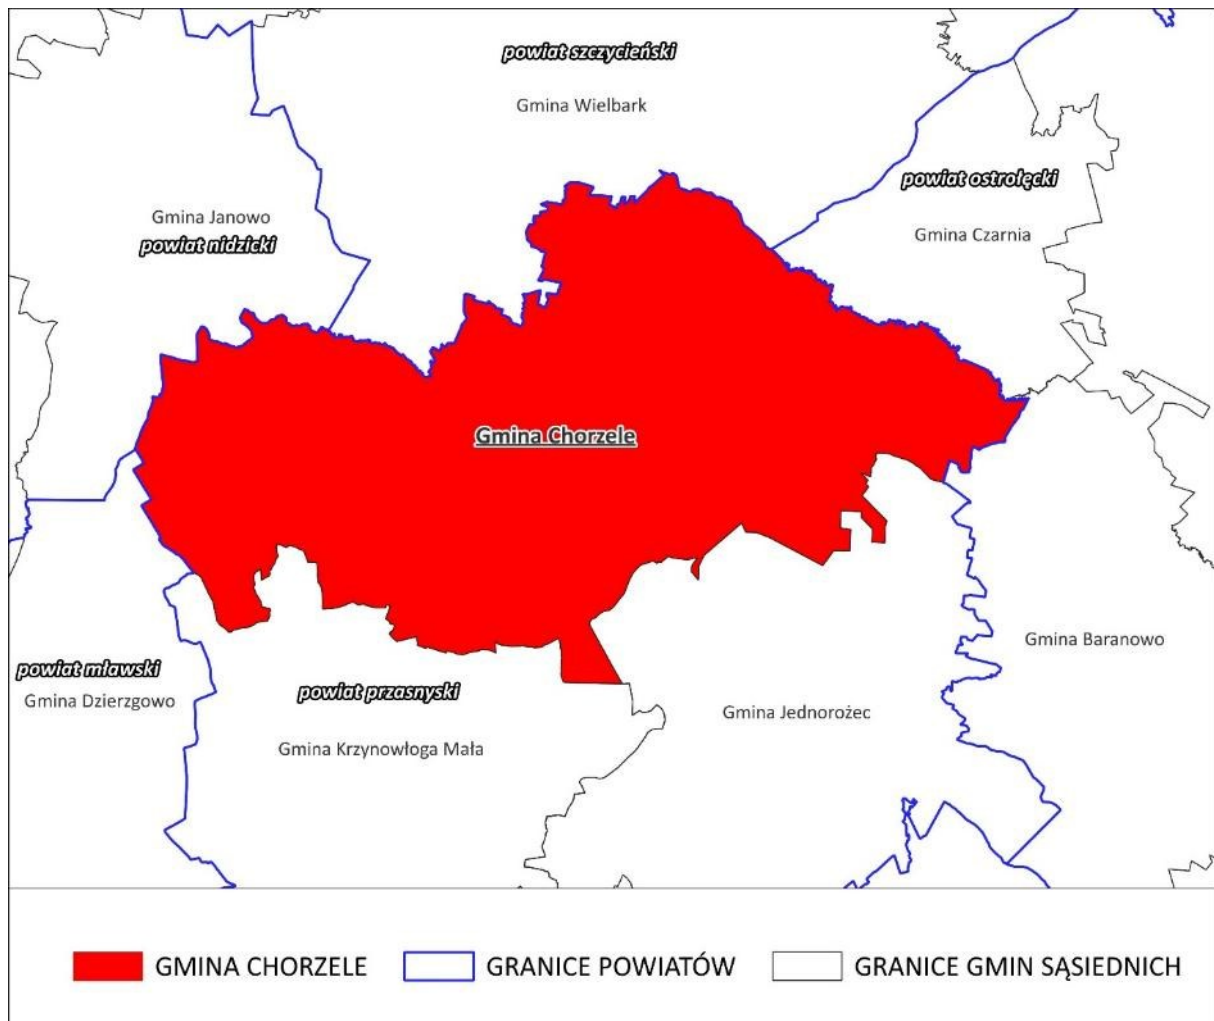 powiat szczycieński
Gmina Wielbark
powiat ostrołęcki
Gmina Janowo
powiat nidzicki
Gmina Czarnia
Gmina Chorzele
Gmina Baranowo
powiat mławski
Gmina Dzierzgowo
powiat przasnyski
Gmina Jednorożec
Gmina Krzynowłoga Mała
GMINA CHORZELE
GRANICE POWIATÓW
GRANICE GMIN SĄSIEDNICH